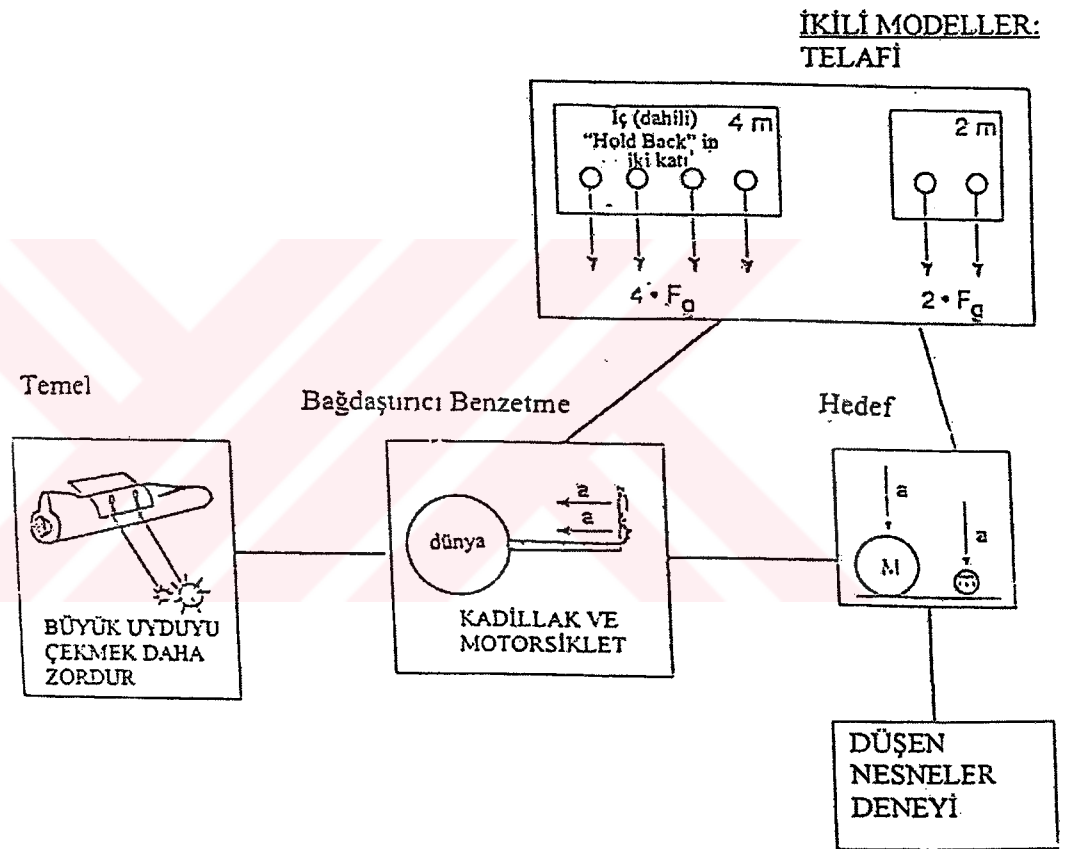 İKİLİ MODELLER:
TELAFİ
İç (dahili)
"Hold Back" in
iki katı
4 m
2 m
4 • Fg
2 • Fg
Temel
Bağdaştırıcı Benzetme
Hedef
BÜYÜK UYDUYU
ÇEKMEK DAHA
ZORDUR
dünya
a
a
KADİLLAK VE
MOTORSİKLET
a
a
M
DÜŞEN
NESNELER
DENEYİ